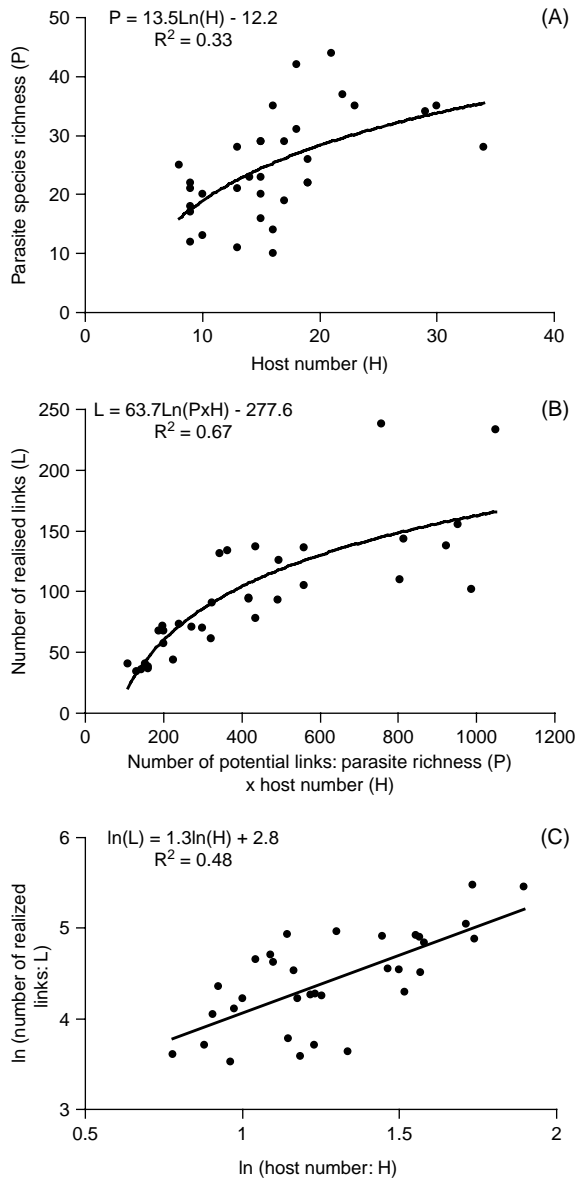 P = 13.5Ln(H) - 12.2
R² = 0.33
(A)
Parasite species richness (P)
50
40
30
20
10
0
0 10 20 30 40
Host number (H)
L = 63.7Ln(PxH) - 277.6
R² = 0.67
(B)
Number of realised links (L)
250
200
150
100
50
0
0 200 400 600 800 1000 1200
Number of potential links: parasite richness (P)
x host number (H)
ln(L) = 1.3ln(H) + 2.8
R² = 0.48
(C)
ln (number of realized
links: L)
6
5
4
3
0.5 1 1.5 2
ln (host number: H)